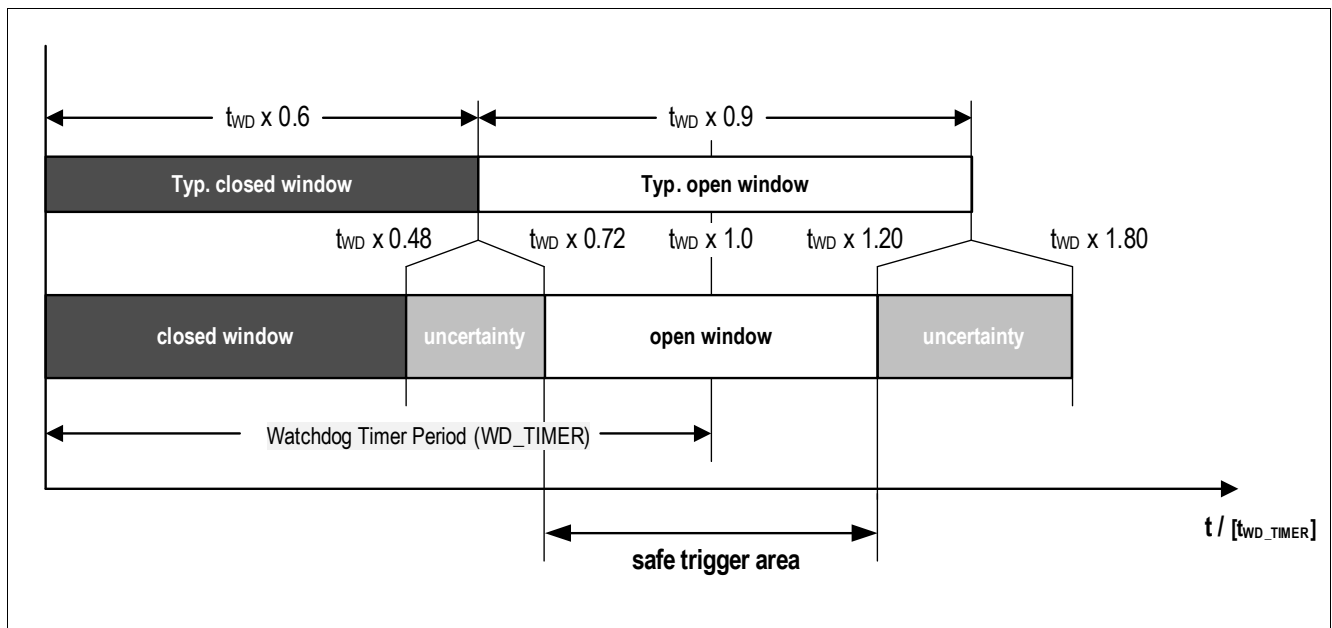 tWD x 0.6 tWD x 0.9
Typ. closed window Typ. open window
tWD x 0.48 tWD x 0.72 tWD x 1.0 tWD x 1.20 tWD x 1.80
closed window uncertainty open window uncertainty
Watchdog Timer Period (WD_TIMER)
t / [tWD_TIMER]
safe trigger area